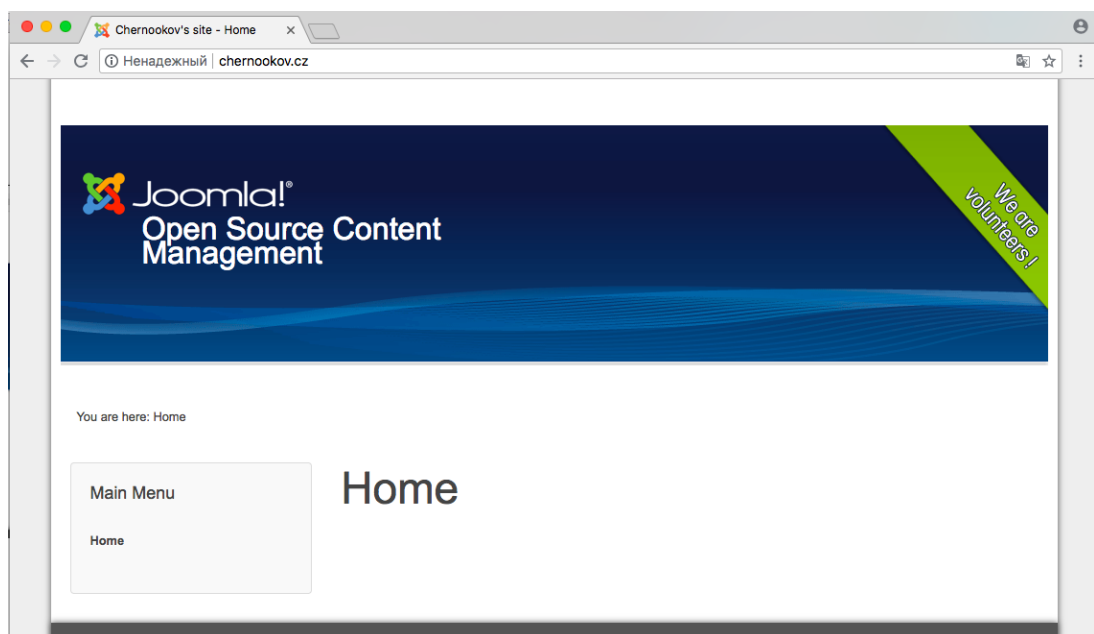 Chernookov's site - Home
Ненадежный | chernookov.cz
Joomla!®
Open Source Content
Management
We are
volunteers!
You are here: Home
Main Menu
Home
Home